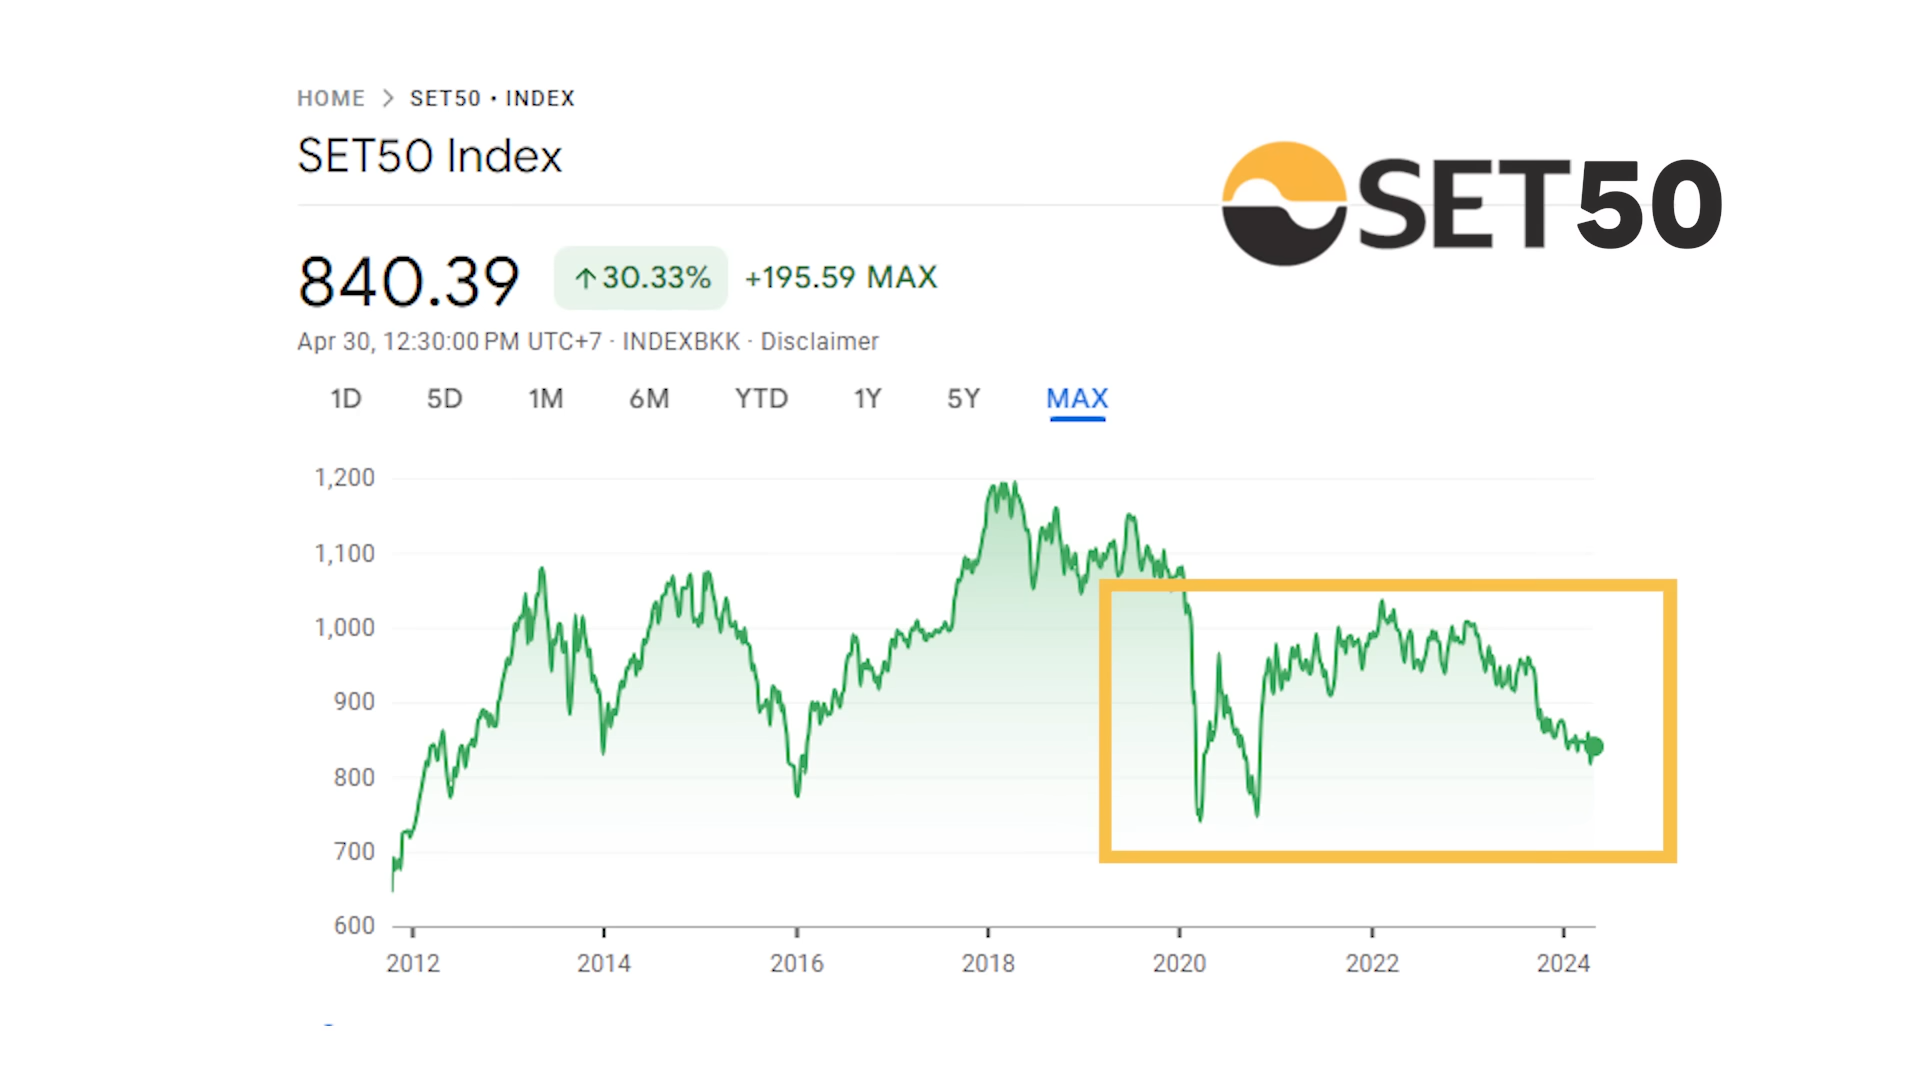 HOME > SET50 • INDEX
SET50 Index
SET50
840.39 ↑30.33% +195.59 MAX
Apr 30, 12:30:00 PM UTC+7 · INDEXBKK · Disclaimer
1D 5D 1M 6M YTD 1Y 5Y MAX
1,200
1,100
1,000
900
800
700
600
2012 2014 2016 2018 2020 2022 2024